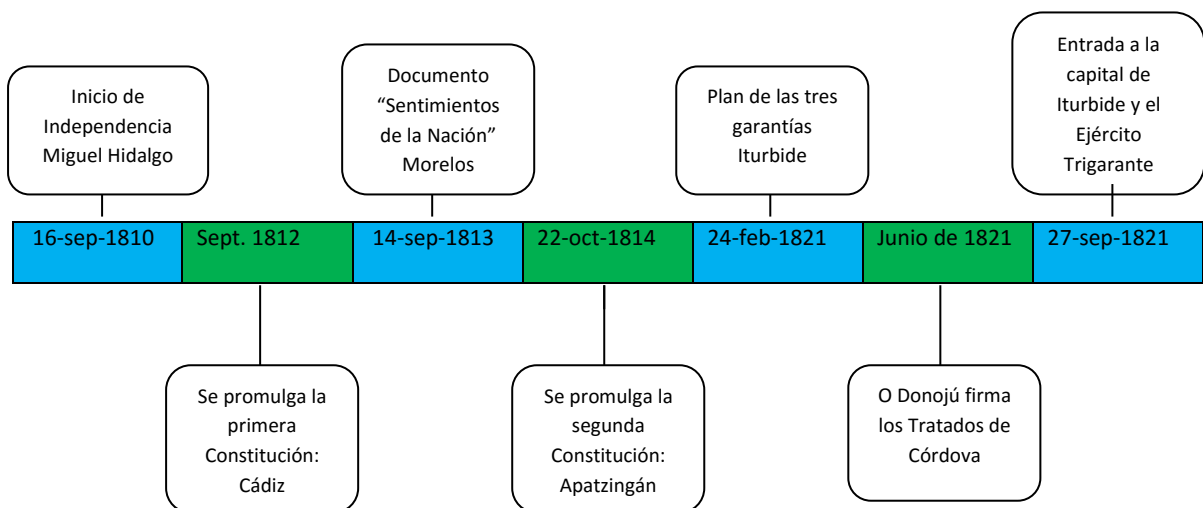 Inicio de
Independencia
Miguel Hidalgo
Documento
“Sentimientos
de la Nación”
Morelos
Plan de las tres
garantías
Iturbide
Entrada a la
capital de
Iturbide y el
Ejército
Trigarante
16-sep-1810
Sept. 1812
14-sep-1813
22-oct-1814
24-feb-1821
Junio de 1821
27-sep-1821
Se promulga la
primera
Constitución:
Cádiz
Se promulga la
segunda
Constitución:
Apatzingán
O Donojú firma
los Tratados de
Córdova